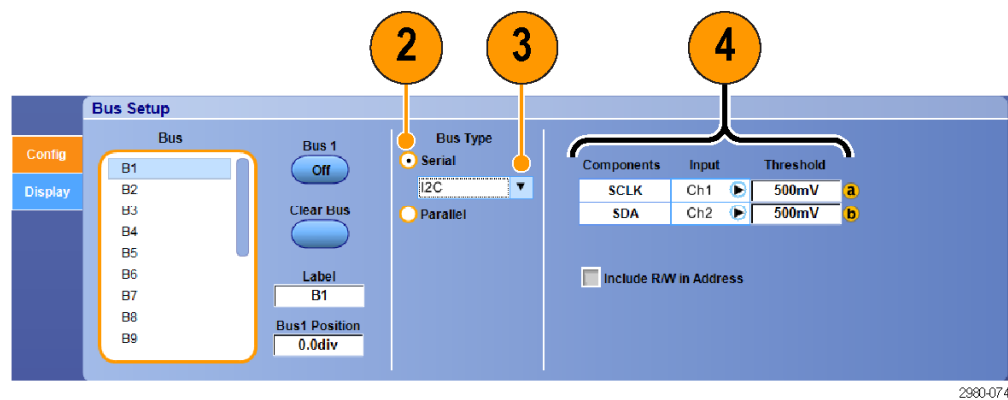 2
3
4
Bus Setup
Config
Display
Bus
B1
B2
B3
B4
B5
B6
B7
B8
B9
Bus 1
Off
Clear Bus
Label
B1
Bus1 Position
0.0div
Bus Type
Serial
I2C
Parallel
Components Input Threshold
SCLK Ch1 500mV a
SDA Ch2 500mV b
Include R/W in Address
2980-074